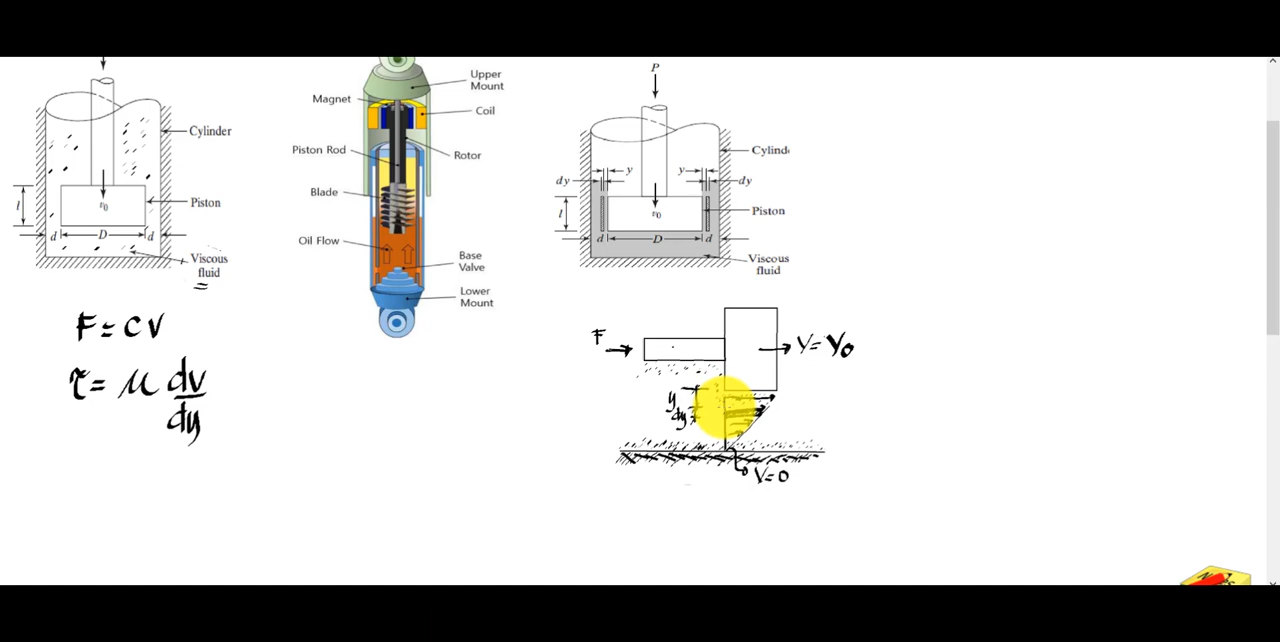 Cylinder
l
v₀
Piston
d
D
d
Viscous
fluid
F = CV
τ = μ dv/dy
Upper
Mount
Magnet
Coil
Piston Rod
Rotor
Blade
Oil Flow
Base
Valve
Lower
Mount
P
Cylind
y
y
dy
dy
l
v₀
Piston
d
D
d
Viscous
fluid
F
V = V₀
y
dy
V = 0